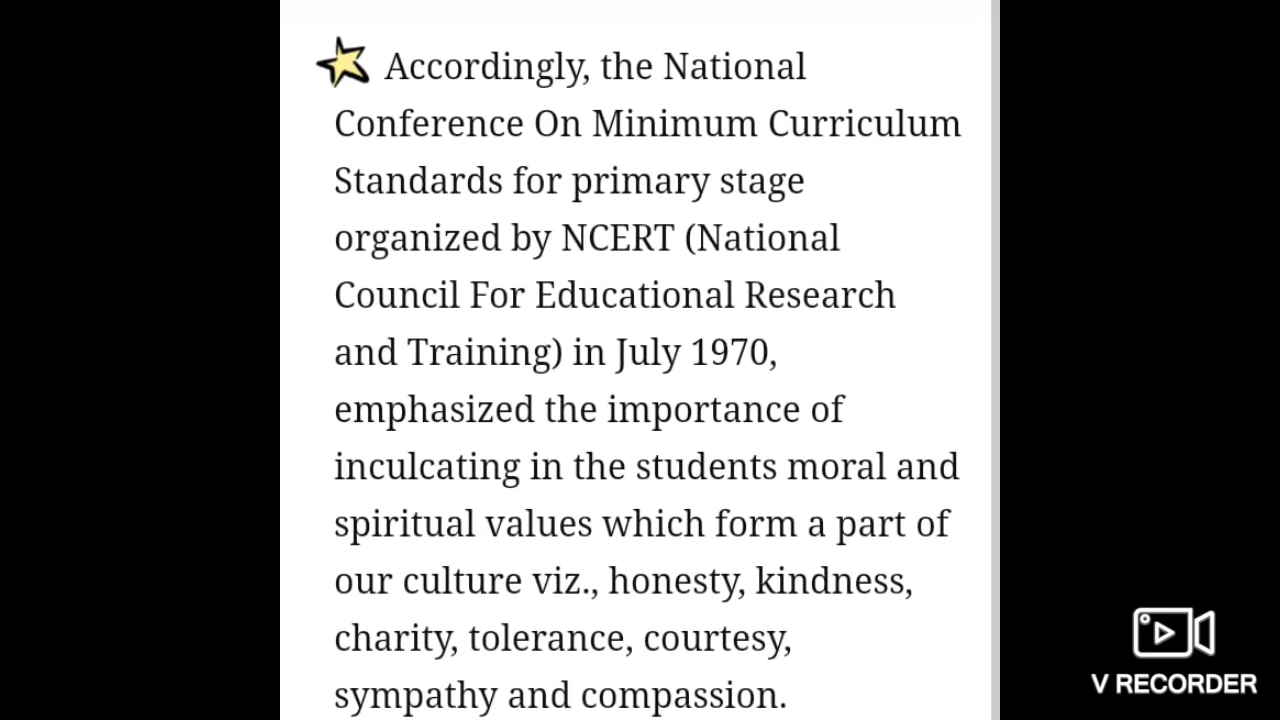 Accordingly, the National
Conference On Minimum Curriculum
Standards for primary stage
organized by NCERT (National
Council For Educational Research
and Training) in July 1970,
emphasized the importance of
inculcating in the students moral and
spiritual values which form a part of
our culture viz., honesty, kindness,
charity, tolerance, courtesy,
sympathy and compassion.
V RECORDER